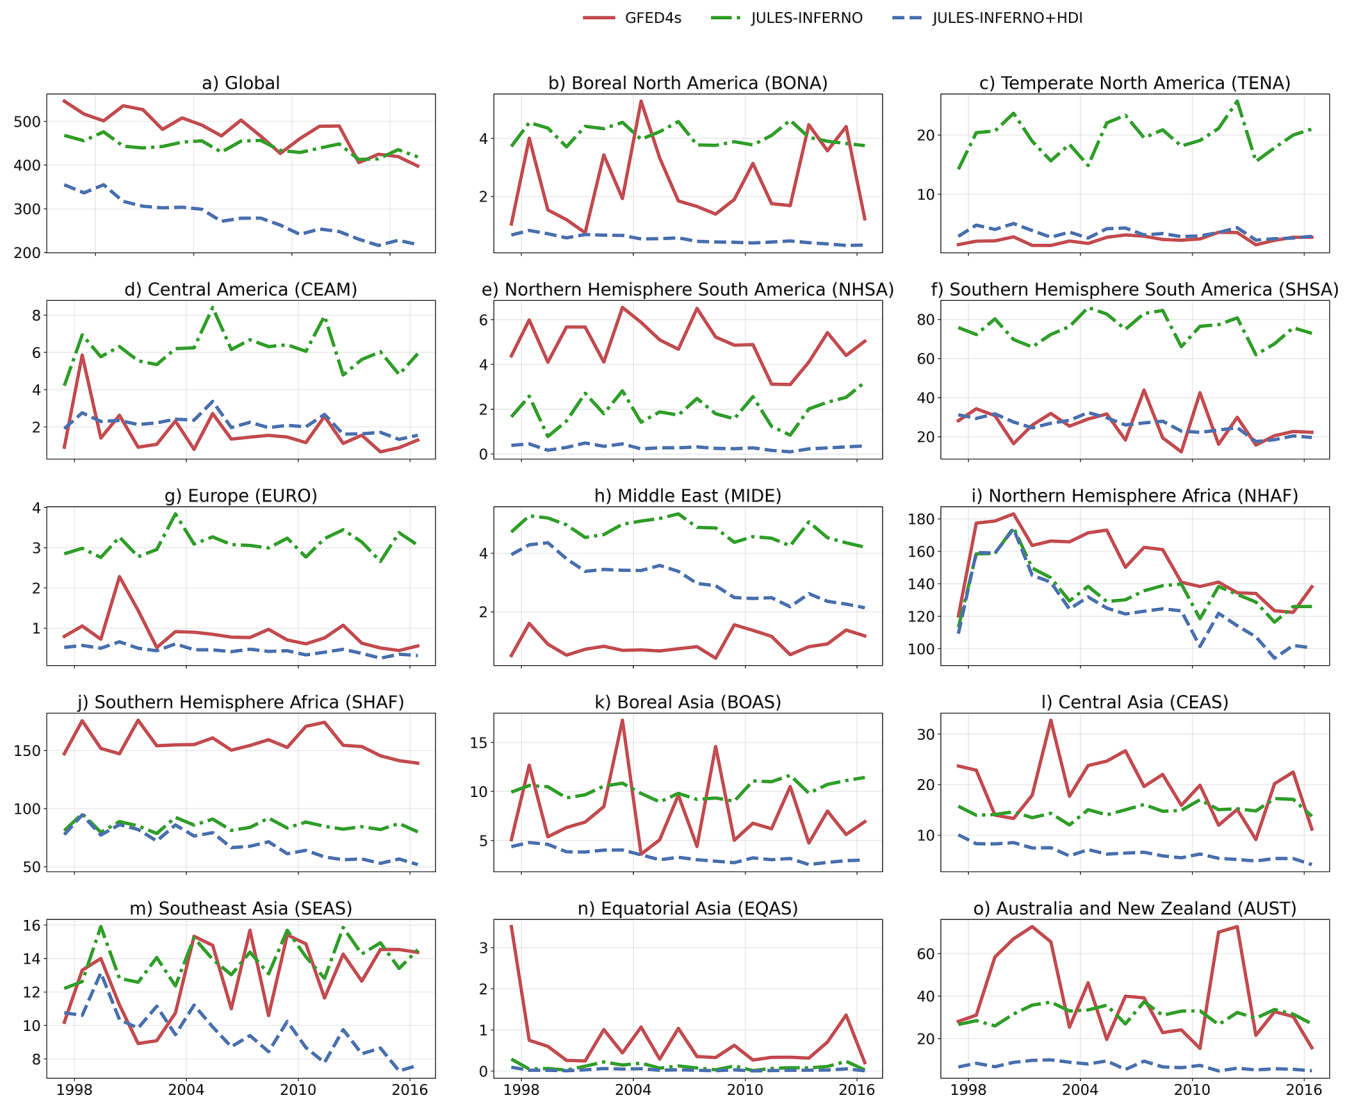 GFED4s JULES-INFERNO JULES-INFERNO+HDI
a) Global
500
400
300
200
b) Boreal North America (BONA)
4
2
c) Temperate North America (TENA)
20
10
d) Central America (CEAM)
8
6
4
2
e) Northern Hemisphere South America (NHSA)
6
4
2
0
f) Southern Hemisphere South America (SHSA)
80
60
40
20
g) Europe (EURO)
4
3
2
1
h) Middle East (MIDE)
4
2
i) Northern Hemisphere Africa (NHAF)
180
160
140
120
100
j) Southern Hemisphere Africa (SHAF)
150
100
50
k) Boreal Asia (BOAS)
15
10
5
l) Central Asia (CEAS)
30
20
10
m) Southeast Asia (SEAS)
16
14
12
10
8
1998 2004 2010 2016
n) Equatorial Asia (EQAS)
3
2
1
0
1998 2004 2010 2016
o) Australia and New Zealand (AUST)
60
40
20
1998 2004 2010 2016